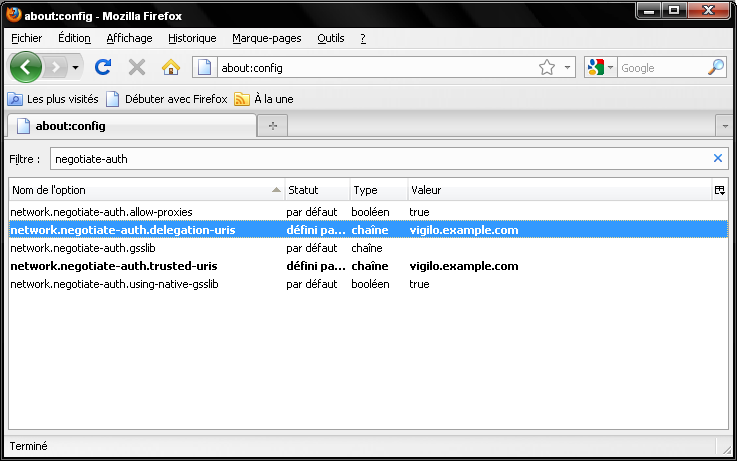 about:config - Mozilla Firefox
Fichier Édition Affichage Historique Marque-pages Outils ?
about:config Google
Les plus visités Débuter avec Firefox À la une
about:config
Filtre : negotiate-auth
Nom de l'option Statut Type Valeur
network.negotiate-auth.allow-proxies par défaut booléen true
network.negotiate-auth.delegation-uris défini pa... chaîne vigilo.example.com
network.negotiate-auth.gsslib par défaut chaîne
network.negotiate-auth.trusted-uris défini pa... chaîne vigilo.example.com
network.negotiate-auth.using-native-gsslib par défaut booléen true
Terminé